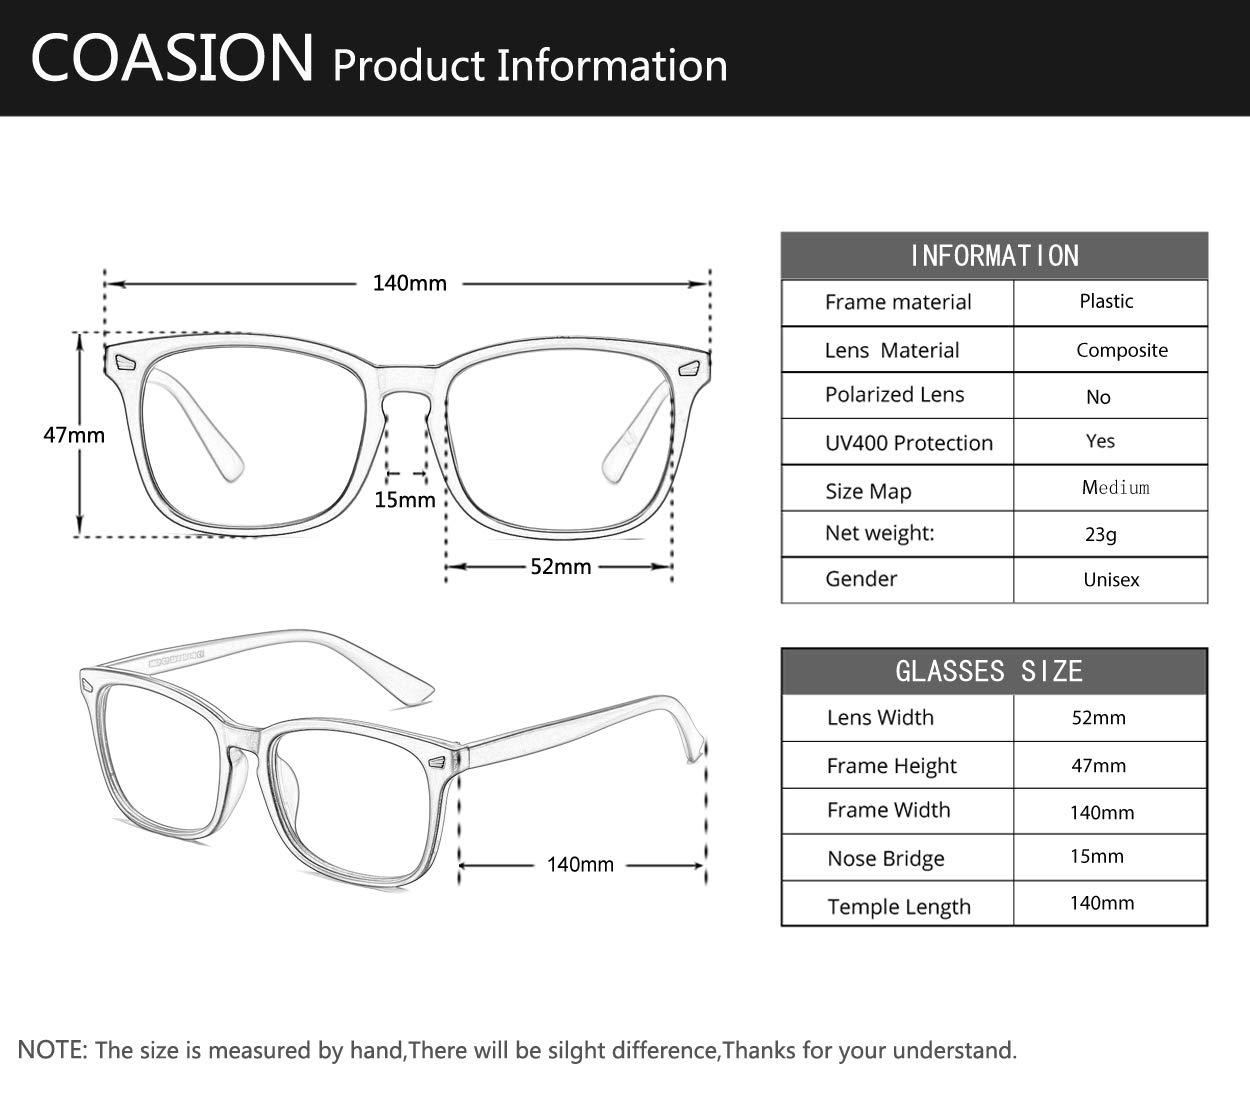 COASION Product Information
140mm
47mm
15mm
52mm
140mm
INFORMATION
Frame material Plastic
Lens Material Composite
Polarized Lens No
UV400 Protection Yes
Size Map Medium
Net weight: 23g
Gender Unisex
GLASSES SIZE
Lens Width 52mm
Frame Height 47mm
Frame Width 140mm
Nose Bridge 15mm
Temple Length 140mm
NOTE: The size is measured by hand,There will be silght difference,Thanks for your understand.